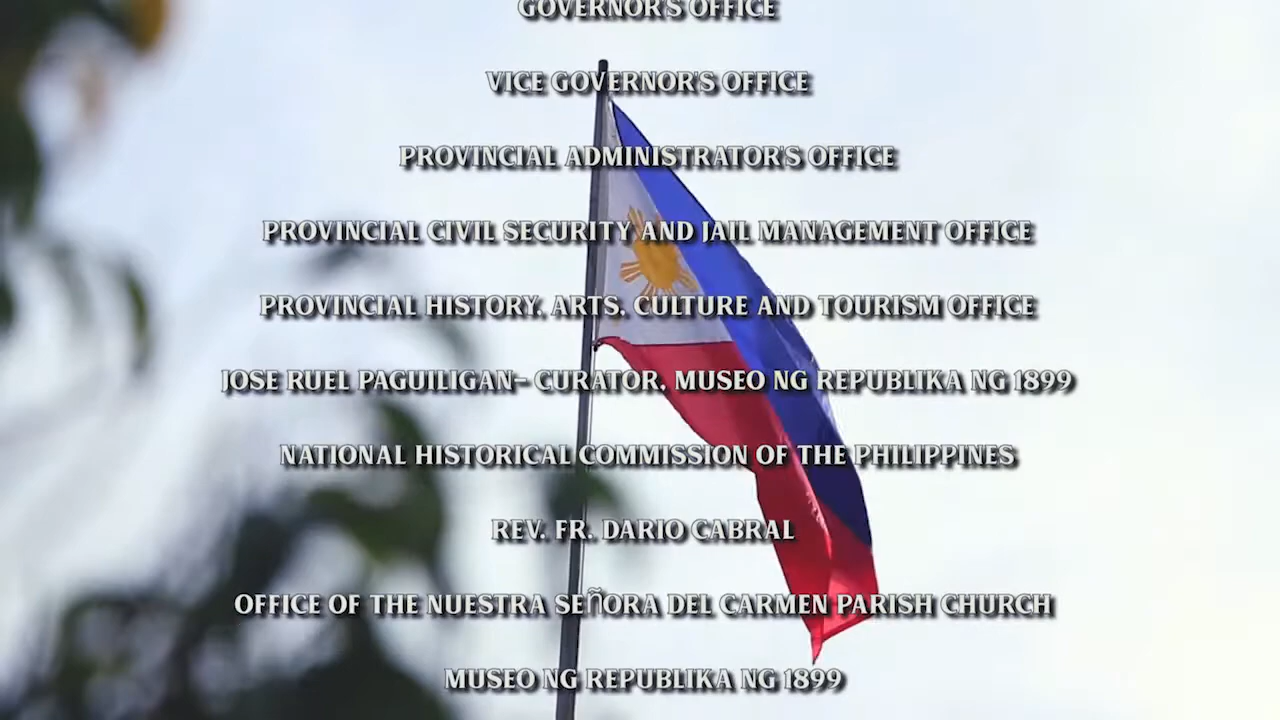 GOVERNOR'S OFFICE
VICE GOVERNOR'S OFFICE
PROVINCIAL ADMINISTRATOR'S OFFICE
PROVINCIAL CIVIL SECURITY AND JAIL MANAGEMENT OFFICE
PROVINCIAL HISTORY, ARTS, CULTURE AND TOURISM OFFICE
JOSE RUEL PAGUILIGAN- CURATOR, MUSEO NG REPUBLIKA NG 1899
NATIONAL HISTORICAL COMMISSION OF THE PHILIPPINES
REV. FR. DARIO CABRAL
OFFICE OF THE NUESTRA SEñORA DEL CARMEN PARISH CHURCH
MUSEO NG REPUBLIKA NG 1899